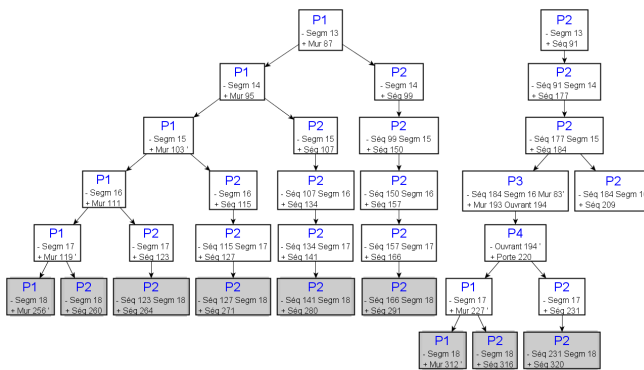 P1
- Segm 13
+ Mur 87
P2
- Segm 13
+ Séq 91
P1
- Segm 14
+ Mur 95
P2
- Segm 14
+ Séq 99
P2
- Séq 91 Segm 14
+ Séq 177
P1
- Segm 15
+ Mur 103 '
P2
- Segm 15
+ Séq 107
P2
- Séq 99 Segm 15
+ Séq 150
P2
- Séq 177 Segm 15
+ Séq 184
P1
- Segm 16
+ Mur 111
P2
- Segm 16
+ Séq 115
P2
- Séq 107 Segm 16
+ Séq 134
P2
- Séq 150 Segm 16
+ Séq 157
P3
- Séq 184 Segm 16 Mur 83'
+ Mur 193 Ouvrant 194
P2
- Séq 184 Segm 16
+ Séq 209
P1
- Segm 17
+ Mur 119 '
P2
- Segm 17
+ Séq 123
P2
- Séq 115 Segm 17
+ Séq 127
P2
- Séq 134 Segm 17
+ Séq 141
P2
- Séq 157 Segm 17
+ Séq 166
P4
- Ouvrant 194 '
+ Porte 220
P1
- Segm 18
+ Mur 256 '
P2
- Segm 18
+ Séq 260
P2
- Séq 123 Segm 18
+ Séq 264
P2
- Séq 127 Segm 18
+ Séq 271
P2
- Séq 141 Segm 18
+ Séq 280
P2
- Séq 166 Segm 18
+ Séq 291
P1
- Segm 17
+ Mur 227 '
P2
- Segm 17
+ Séq 231
P1
- Segm 18
+ Mur 312 '
P2
- Segm 18
+ Séq 316
P2
- Séq 231 Segm 18
+ Séq 320